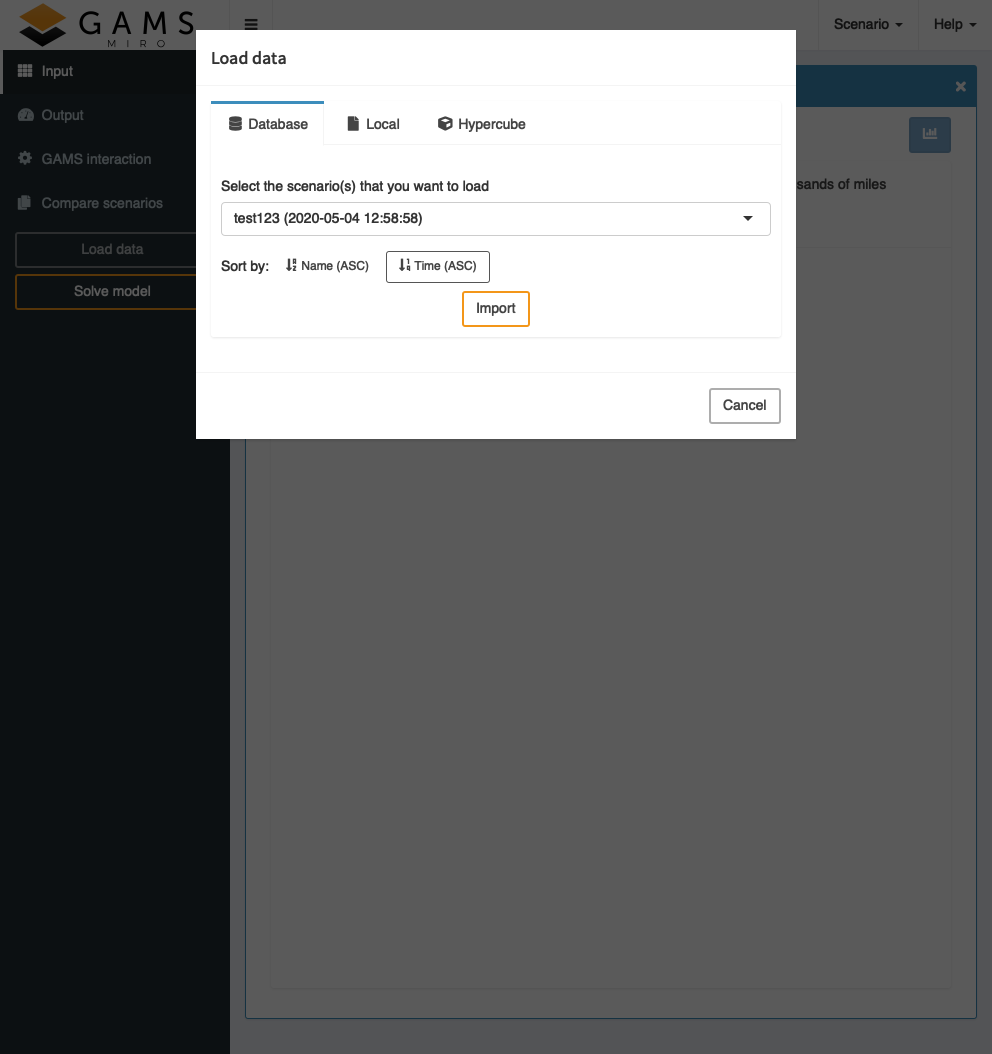 GAMS
MIRO
Scenario
Help
Input
Output
GAMS interaction
Compare scenarios
Load data
Solve model
sands of miles
Load data
Database Local Hypercube
Select the scenario(s) that you want to load
test123 (2020-05-04 12:58:58)
Sort by: Name (ASC) Time (ASC)
Import
Cancel